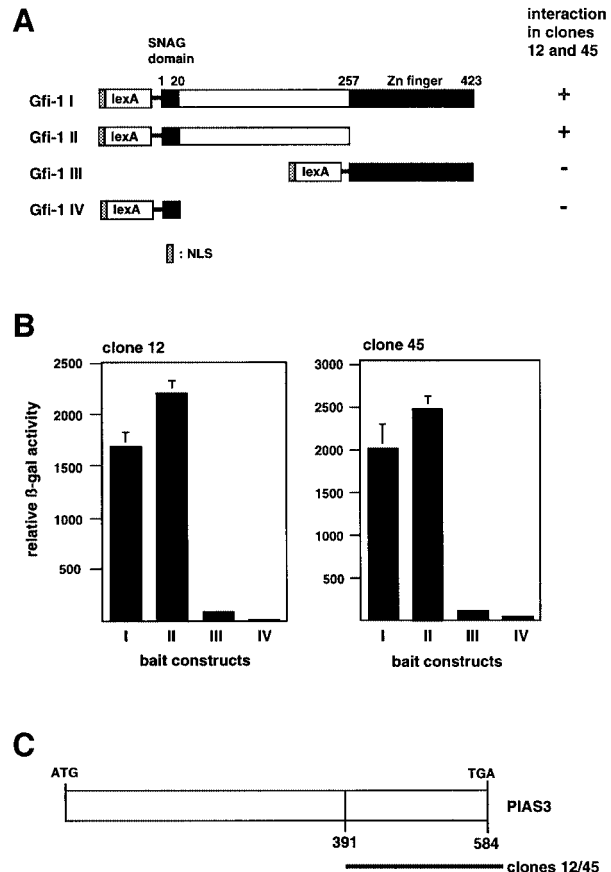 A
interaction
in clones
12 and 45
SNAG
domain
1 20 257 Zn finger 423
Gfi-1 I lexA +
Gfi-1 II lexA +
Gfi-1 III lexA -
Gfi-1 IV lexA -
: NLS
B
clone 12
relative ß-gal activity
2500
2000
1500
1000
500
I II III IV
bait constructs
clone 45
3000
2500
2000
1500
1000
500
I II III IV
bait constructs
C
ATG TGA
PIAS3
391 584
clones 12/45